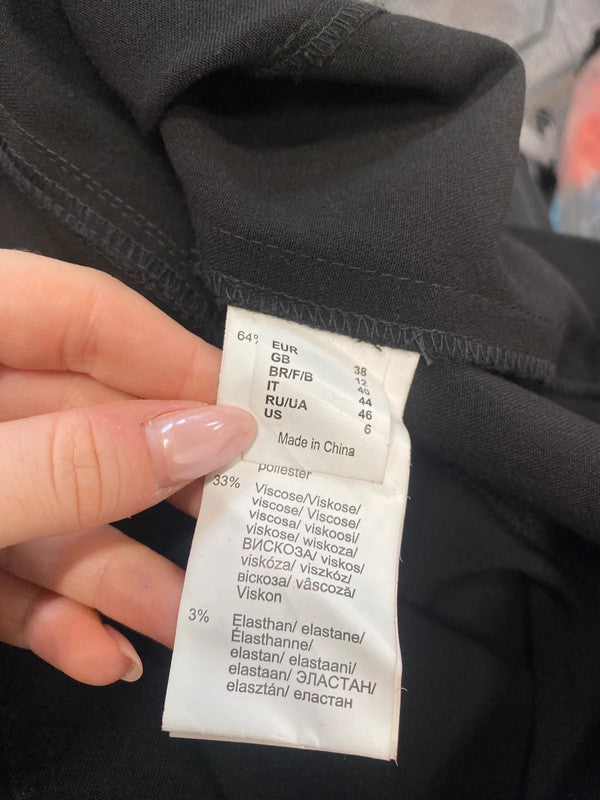 64%
EUR 38
GB 12
BR/F/B 40
IT 44
RU/UA 46
US 6
Made in China
poliester
33% Viscose/Viskose/
viscose/ Viscose/
viscosa/ viskoosi/
viskose/ wiskoza/
ВИСКОЗА/ viskos/
viskóza/ viszkóz/
віскоза/ vâscoză/
Viskon
3% Elasthan/ elastane/
Élasthanne/
elastan/ elastaani/
elastaan/ ЭЛАСТАН/
elasztán/ еластан